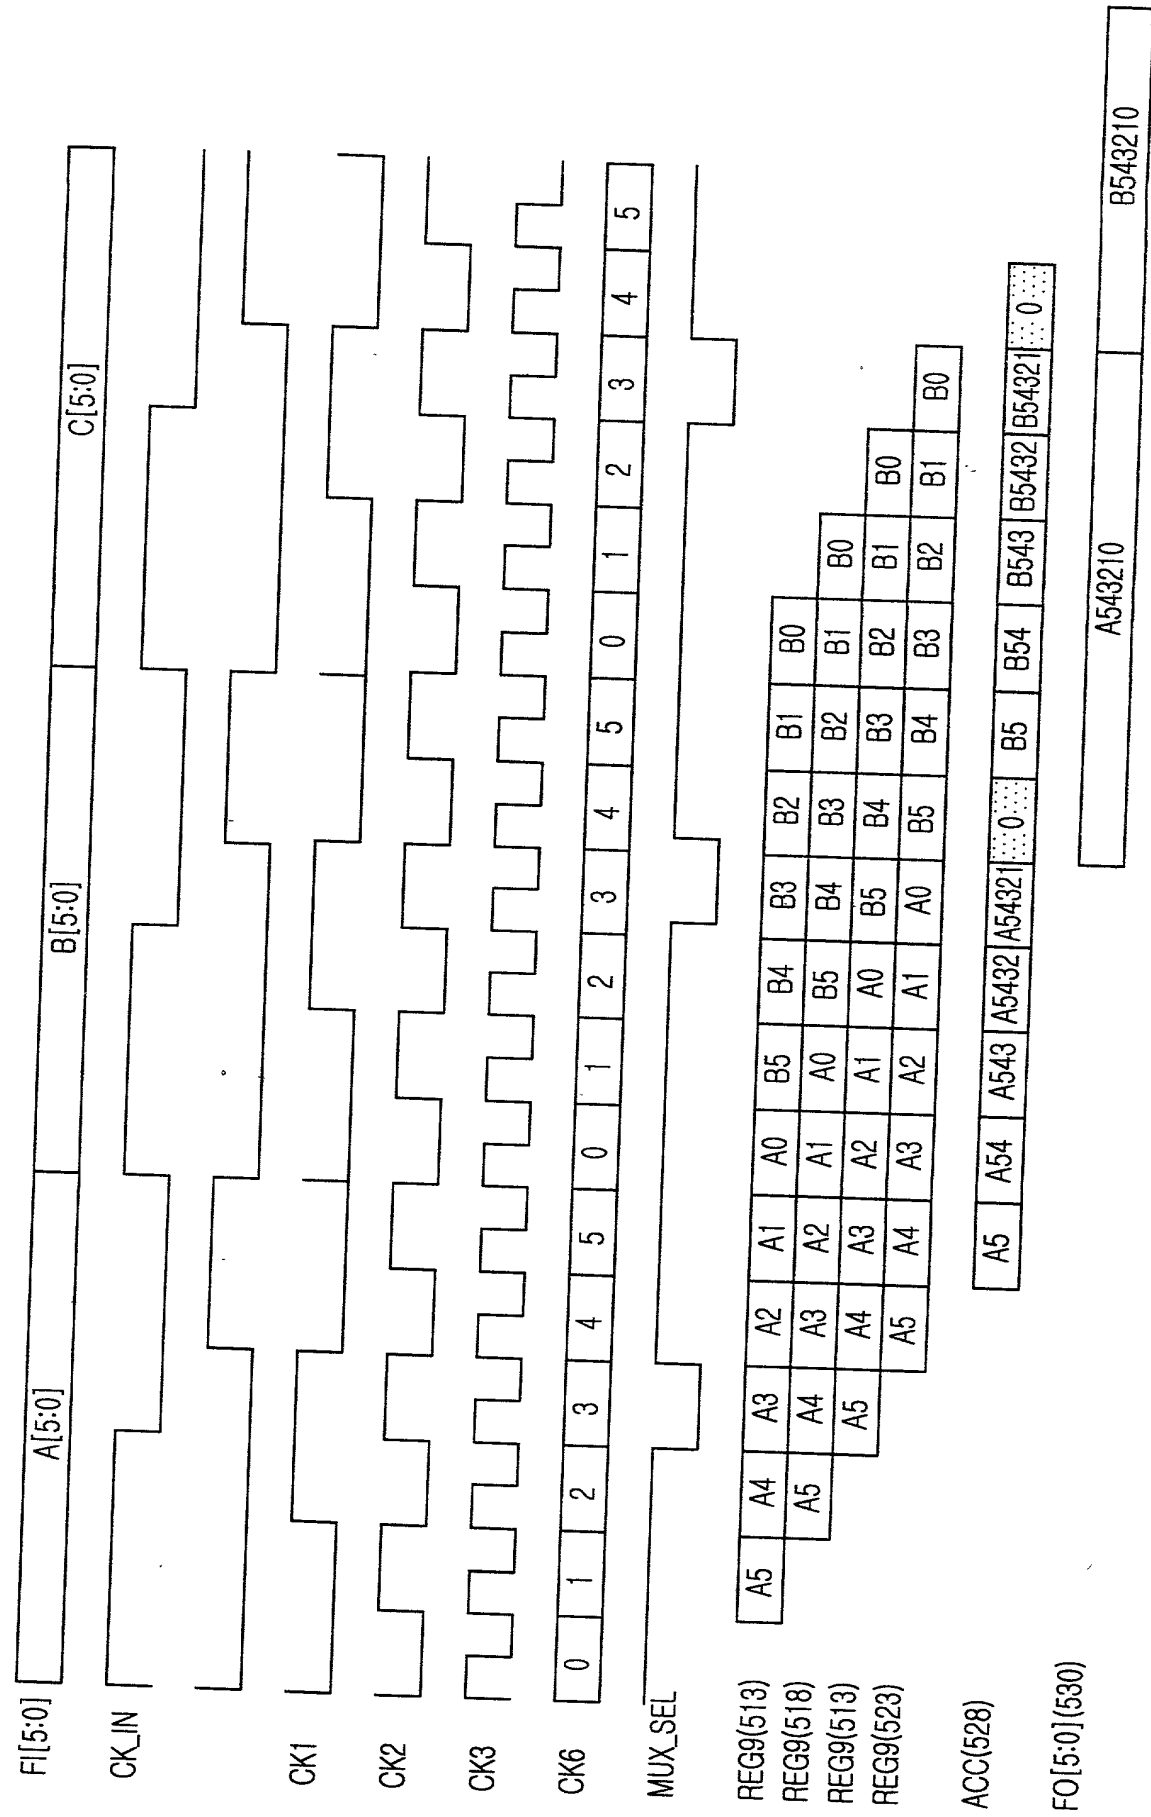 FI[5:0] A[5:0] B[5:0] C[5:0]
CK_IN
CK1
CK2
CK3
CK6 0 1 2 3 4 5 0 1 2 3 4 5 0 1 2 3 4 5
MUX_SEL
REG9(513) A5 A4 A3 A2 A1 A0 B5 B4 B3 B2 B1 B0
REG9(518) A5 A4 A3 A2 A1 A0 B5 B4 B3 B2 B1 B0
REG9(513) A5 A4 A3 A2 A1 A0 B5 B4 B3 B2 B1 B0
REG9(523) A5 A4 A3 A2 A1 A0 B5 B4 B3 B2 B1 B0
ACC(528) A5 A54 A543 A5432 A54321 0 B5 B54 B543 B5432 B54321 0
FO[5:0](530) A543210 B543210